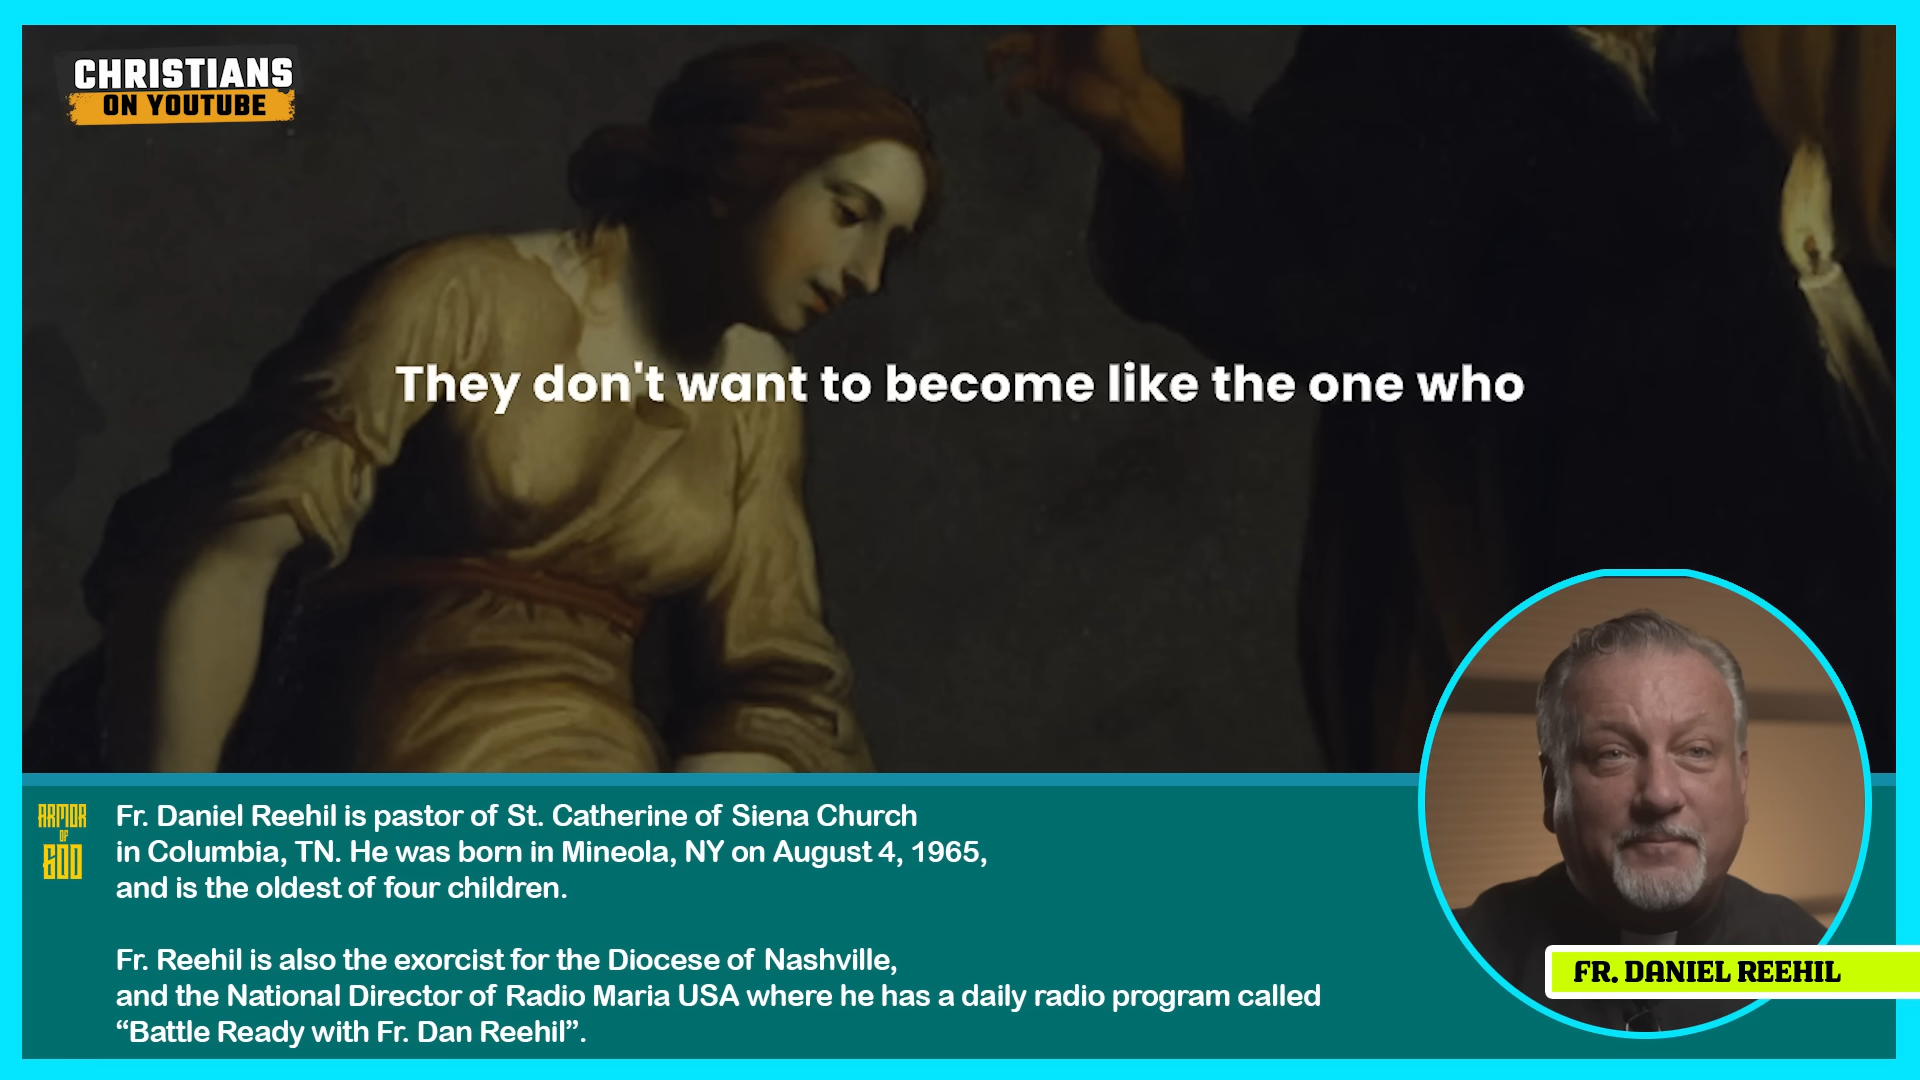 CHRISTIANS
ON YOUTUBE
They don't want to become like the one who
ARMOR
OF
GOD
Fr. Daniel Reehil is pastor of St. Catherine of Siena Church
in Columbia, TN. He was born in Mineola, NY on August 4, 1965,
and is the oldest of four children.
Fr. Reehil is also the exorcist for the Diocese of Nashville,
and the National Director of Radio Maria USA where he has a daily radio program called
“Battle Ready with Fr. Dan Reehil”.
FR. DANIEL REEHIL